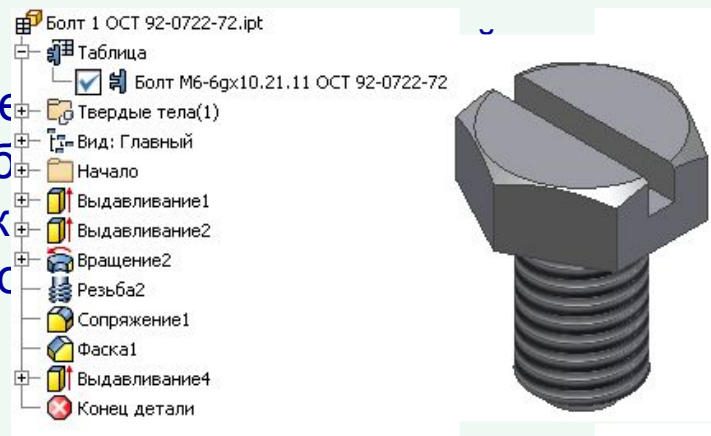 Болт 1 ОСТ 92-0722-72.ipt
Таблица
Болт М6-6gx10.21.11 ОСТ 92-0722-72
Твердые тела(1)
Вид: Главный
Начало
Выдавливание1
Выдавливание2
Вращение2
Резьба2
Сопряжение1
Фаска1
Выдавливание4
Конец детали